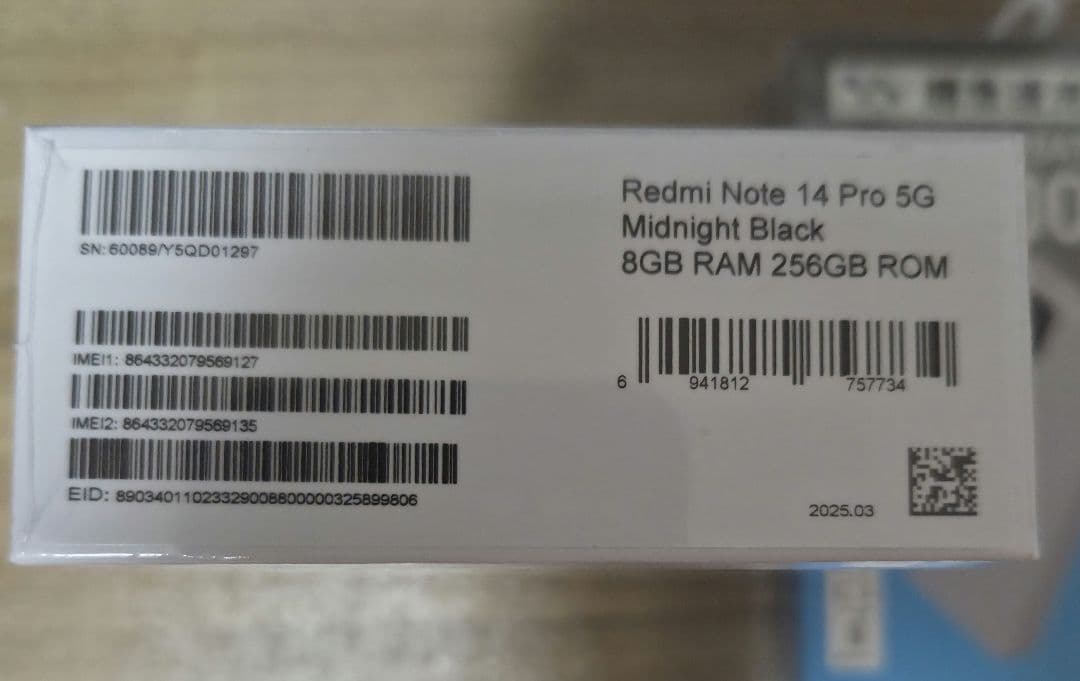 SN: 60089/Y5QD01297
IMEI1: 864332079569127
IMEI2: 864332079569135
EID: 89034011023329008800000325899806
Redmi Note 14 Pro 5G
Midnight Black
8GB RAM 256GB ROM
6 941812 757734
2025.03